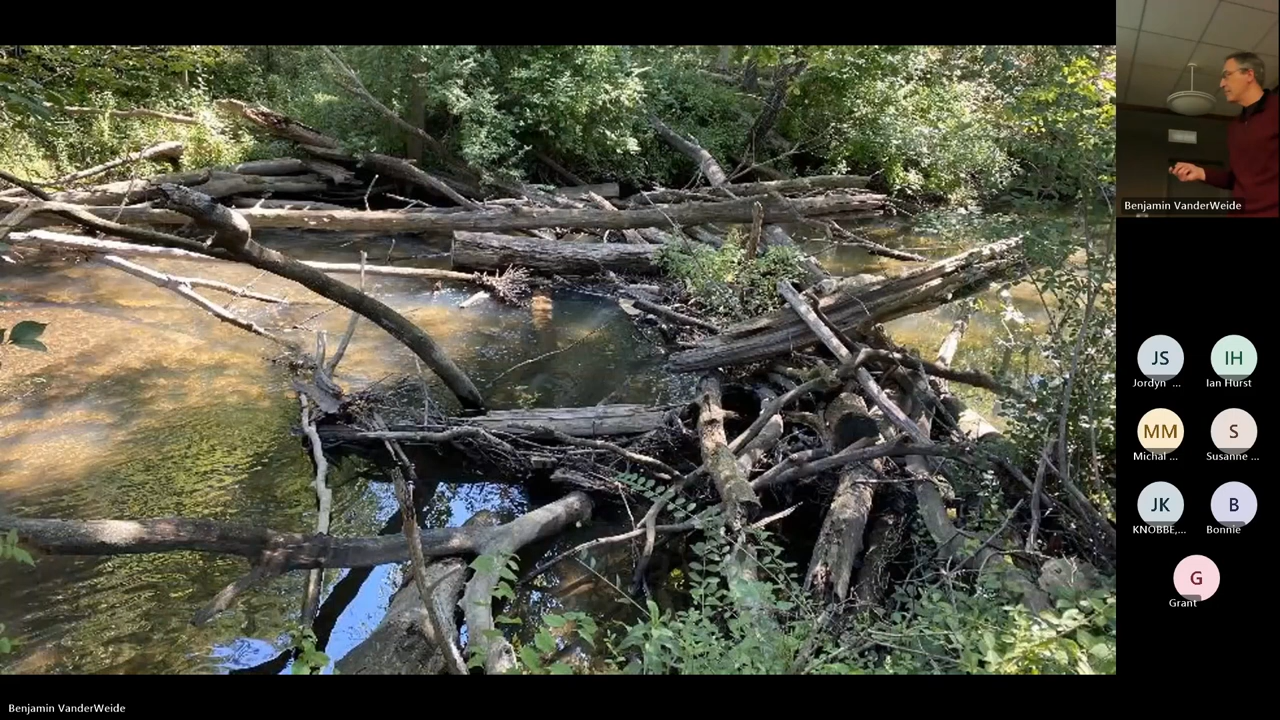 Benjamin VanderWeide
JS
IH
Jordyn ...
Ian Hurst
MM
S
Michal ...
Susanne ...
JK
B
KNOBBE,...
Bonnie
G
Grant
Benjamin VanderWeide